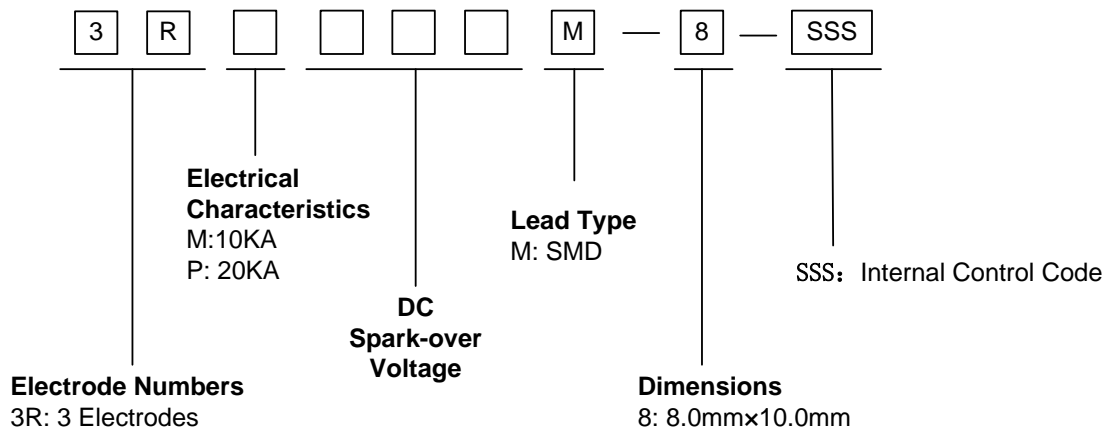 3 R M — 8 — SSS
Electrical
Characteristics
M:10KA
P: 20KA
Lead Type
M: SMD
SSS： Internal Control Code
DC
Spark-over
Voltage
Electrode Numbers
3R: 3 Electrodes
Dimensions
8: 8.0mm×10.0mm